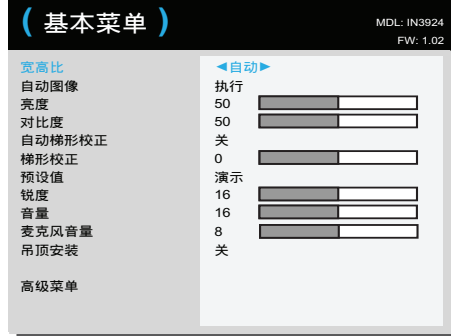 ( 基本菜单 )
MDL: IN3924
FW: 1.02
宽高比 ◀自动▶
自动图像 执行
亮度 50
对比度 50
自动梯形校正 关
梯形校正 0
预设值 演示
锐度 16
音量 16
麦克风音量 8
吊顶安装 关
高级菜单